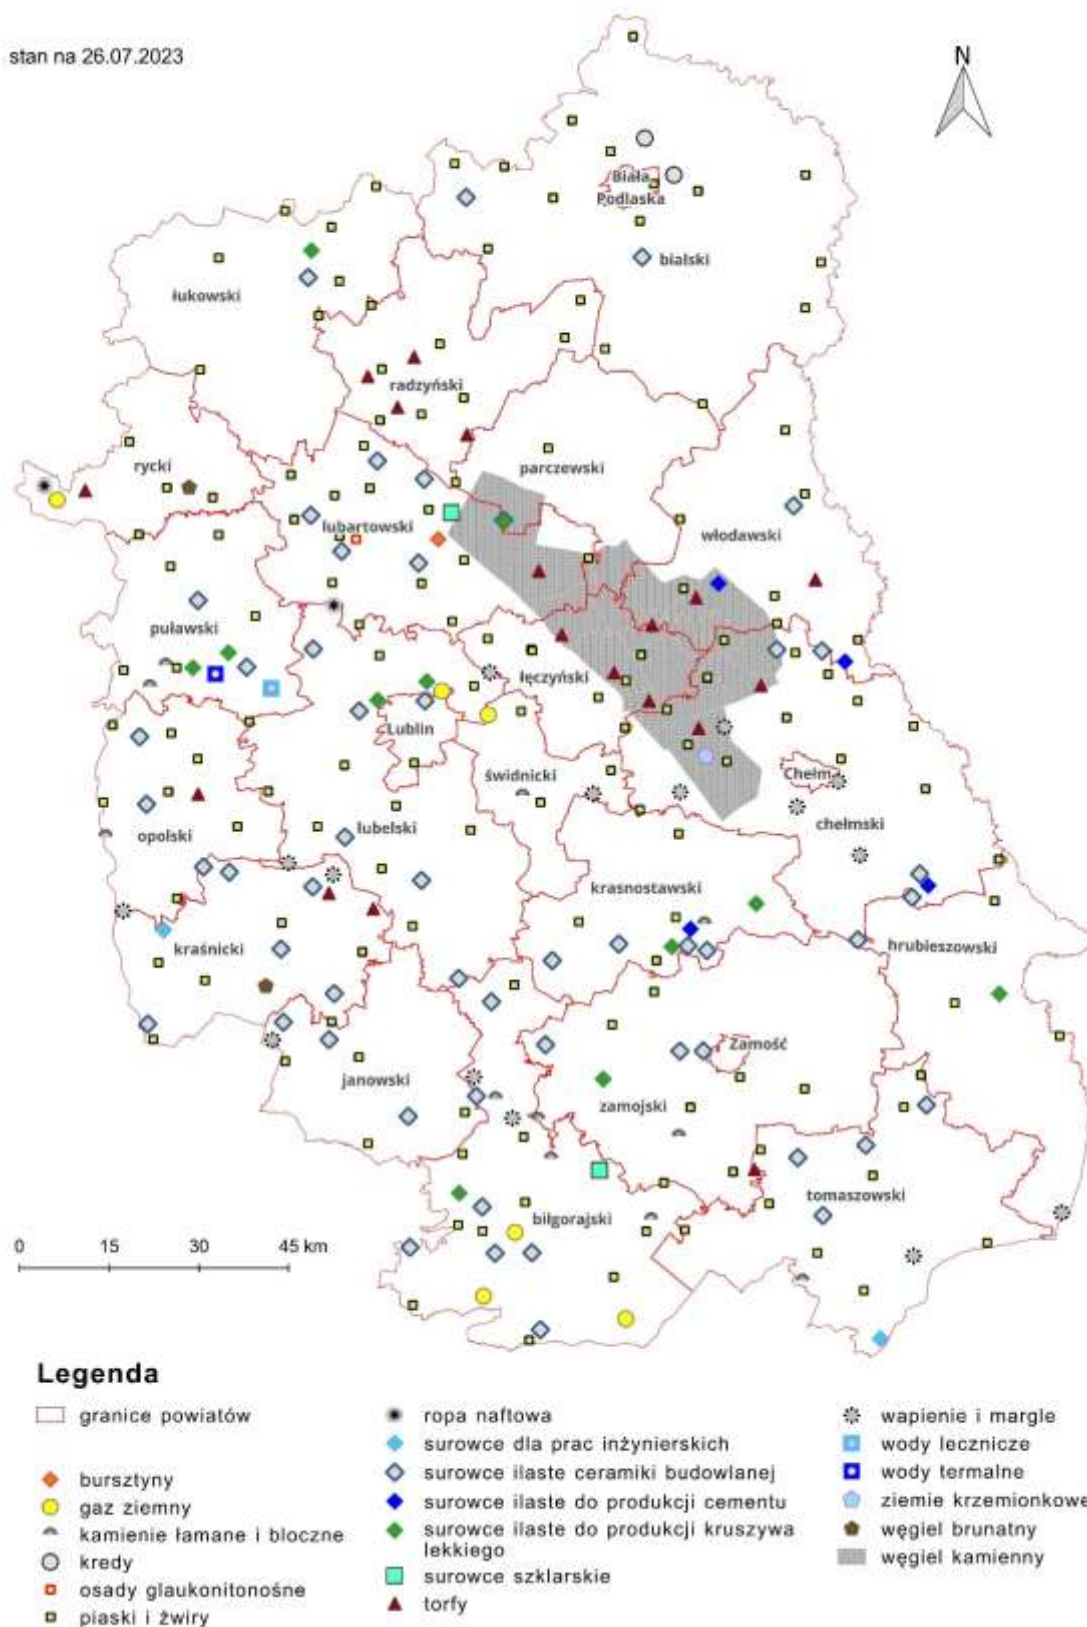 stan na 26.07.2023
N
Biała
Podlaska
bialski
łukowski
radzyński
rycki
parczewski
lubartowski
włodawski
puławski
łęczyński
Lublin
świdnicki
Chełm
opolski
lubelski
chełmski
krasnostawski
kraśnicki
hrubieszowski
Zamość
janowski
zamojski
tomaszowski
biłgorajski
0 15 30 45 km
Legenda
granice powiatów
bursztyny
gaz ziemny
kamienie łamane i bloczne
kredy
osady glaukonitonośne
piaski i żwiry
ropa naftowa
surowce dla prac inżynierskich
surowce ilaste ceramiki budowlanej
surowce ilaste do produkcji cementu
surowce ilaste do produkcji kruszywa
lekkiego
surowce szklarskie
torfy
wapienie i margle
wody lecznicze
wody termalne
ziemie krzemionkowe
węgiel brunatny
węgiel kamienny